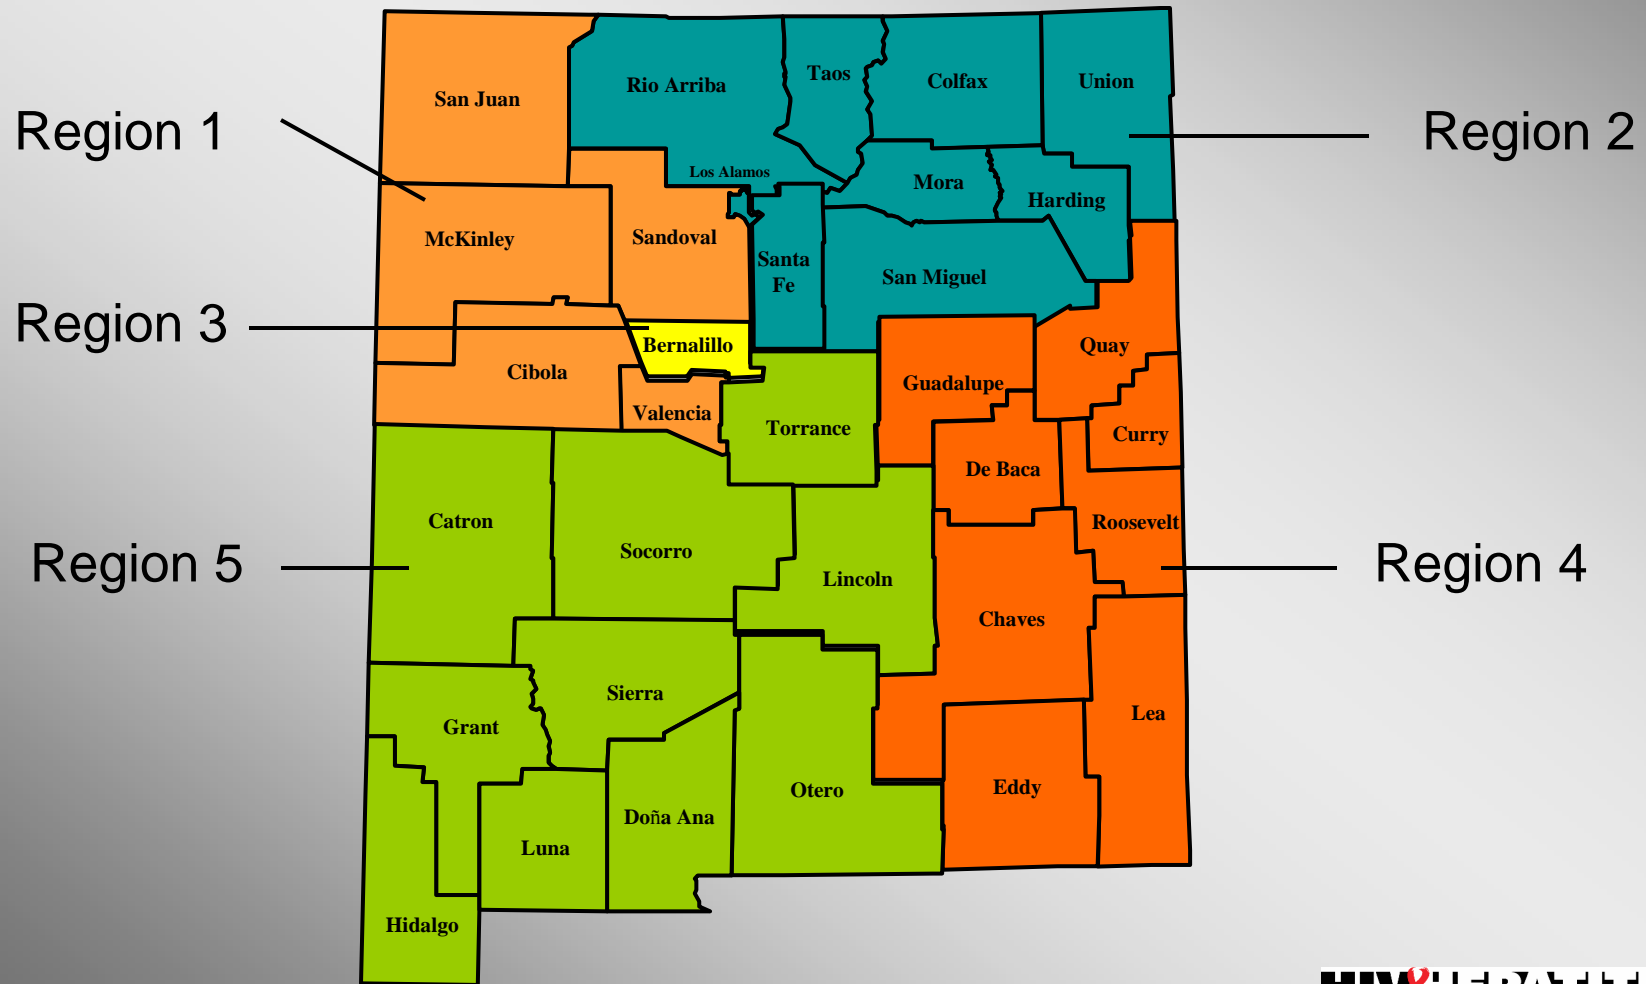 San Juan
Rio Arriba
Taos
Colfax
Union
Region 1
Region 2
Los Alamos
Mora
Harding
McKinley
Sandoval
Santa
Fe
San Miguel
Region 3
Bernalillo
Quay
Cibola
Guadalupe
Valencia
Torrance
Curry
De Baca
Catron
Socorro
Roosevelt
Region 5
Lincoln
Region 4
Chaves
Sierra
Grant
Lea
Otero
Eddy
Doña Ana
Luna
Hidalgo